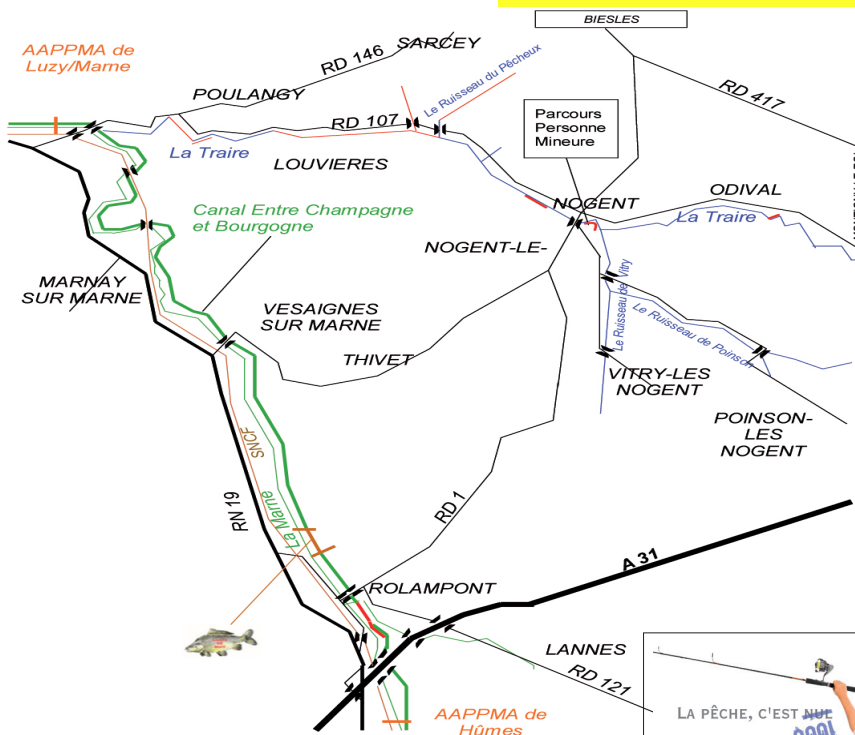 BIESLES
AAPPMA de
Luzy/Marne
SARCEY
RD 146
RD 417
POULANGY
Le Ruisseau du Pêcheux
RD 107
Parcours
Personne
Mineure
La Traire
LOUVIERES
NOGENT
ODIVAL
La Traire
Canal Entre Champagne
et Bourgogne
NOGENT-LE-
MARNAY
SUR MARNE
Le Ruisseau de Vitry
VESAIGNES
SUR MARNE
Le Ruisseau de Poinson
THIVET
VITRY-LES
NOGENT
POINSON-
LES
NOGENT
SNCF
La Marne
RN 19
RD 1
A 31
ROLAMPONT
LANNES
RD 121
AAPPMA de
Hûmes
LA PÊCHE, C'EST NUL